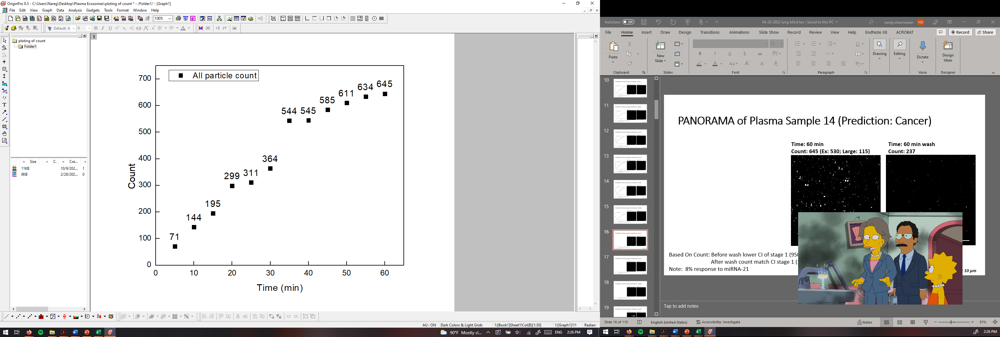 OriginPro 8.5 - C:\Users\Nareg\Desktop\Plasma Exosomes\ploting of count * - /Folder1/ - [Graph1]
File Edit View Graph Data Analysis Gadgets Tools Format Window Help
100%
Default: A 0 B I U
ploting of count
Folder1
Size C. Cre...
11KB 10/9/202... 1
8KB 2/28/202... 0
1
All particle count
700
600
500
400
300
200
100
0
Count
71
144
195
299
311
364
544
545
585
611
634
645
0 10 20 30 40 50 60
Time (min)
AU : ON Dark Colors & Light Grids 1:[Book1]Sheet1!Col(B)[1:30] 1:[Graph1]1!1 Radian
90°F Mostly cl... ENG 2:26 PM
AutoSave Off 04-20-2022 lung blind tes • Saved to this PC nareg ohannesian NO
File Home Insert Draw Design Transitions Animations Slide Show Record Review View Help EndNote X8 ACROBAT Record Share
Paste
New Slide
18
Drawing
Editing
Dictate
Design Ideas
Clipboard Slides Font Paragraph Voice Designer
10
11
12
13
14
15
16
17
18
19
PANORAMA of Plasma Sample 14 (Prediction: Cancer)
Time: 60 min
Count: 645 (Ex: 530; Large: 115)
Time: 60 min wash
Count: 237
Based On Count: Before wash lower CI of stage 1 (950
After wash count match CI stage 1 (
Note: 8% response to miRNA-21
10 µm
Tap to add notes
Slide 16 of 110 English (United States) Accessibility: Investigate Notes 81%
2:26 PM